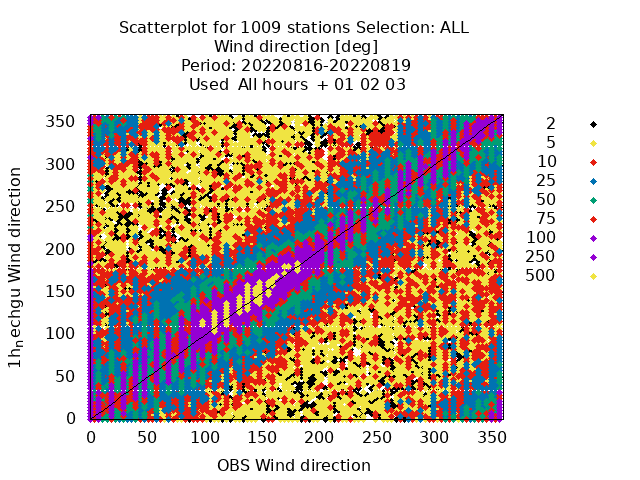 Scatterplot for 1009 stations Selection: ALL
Wind direction [deg]
Period: 20220816-20220819
Used  All hours  + 01 02 03
350
300
250
200
150
100
50
0
1h_nechgu Wind direction
0 50 100 150 200 250 300 350
OBS Wind direction
2
5
10
25
50
75
100
250
500